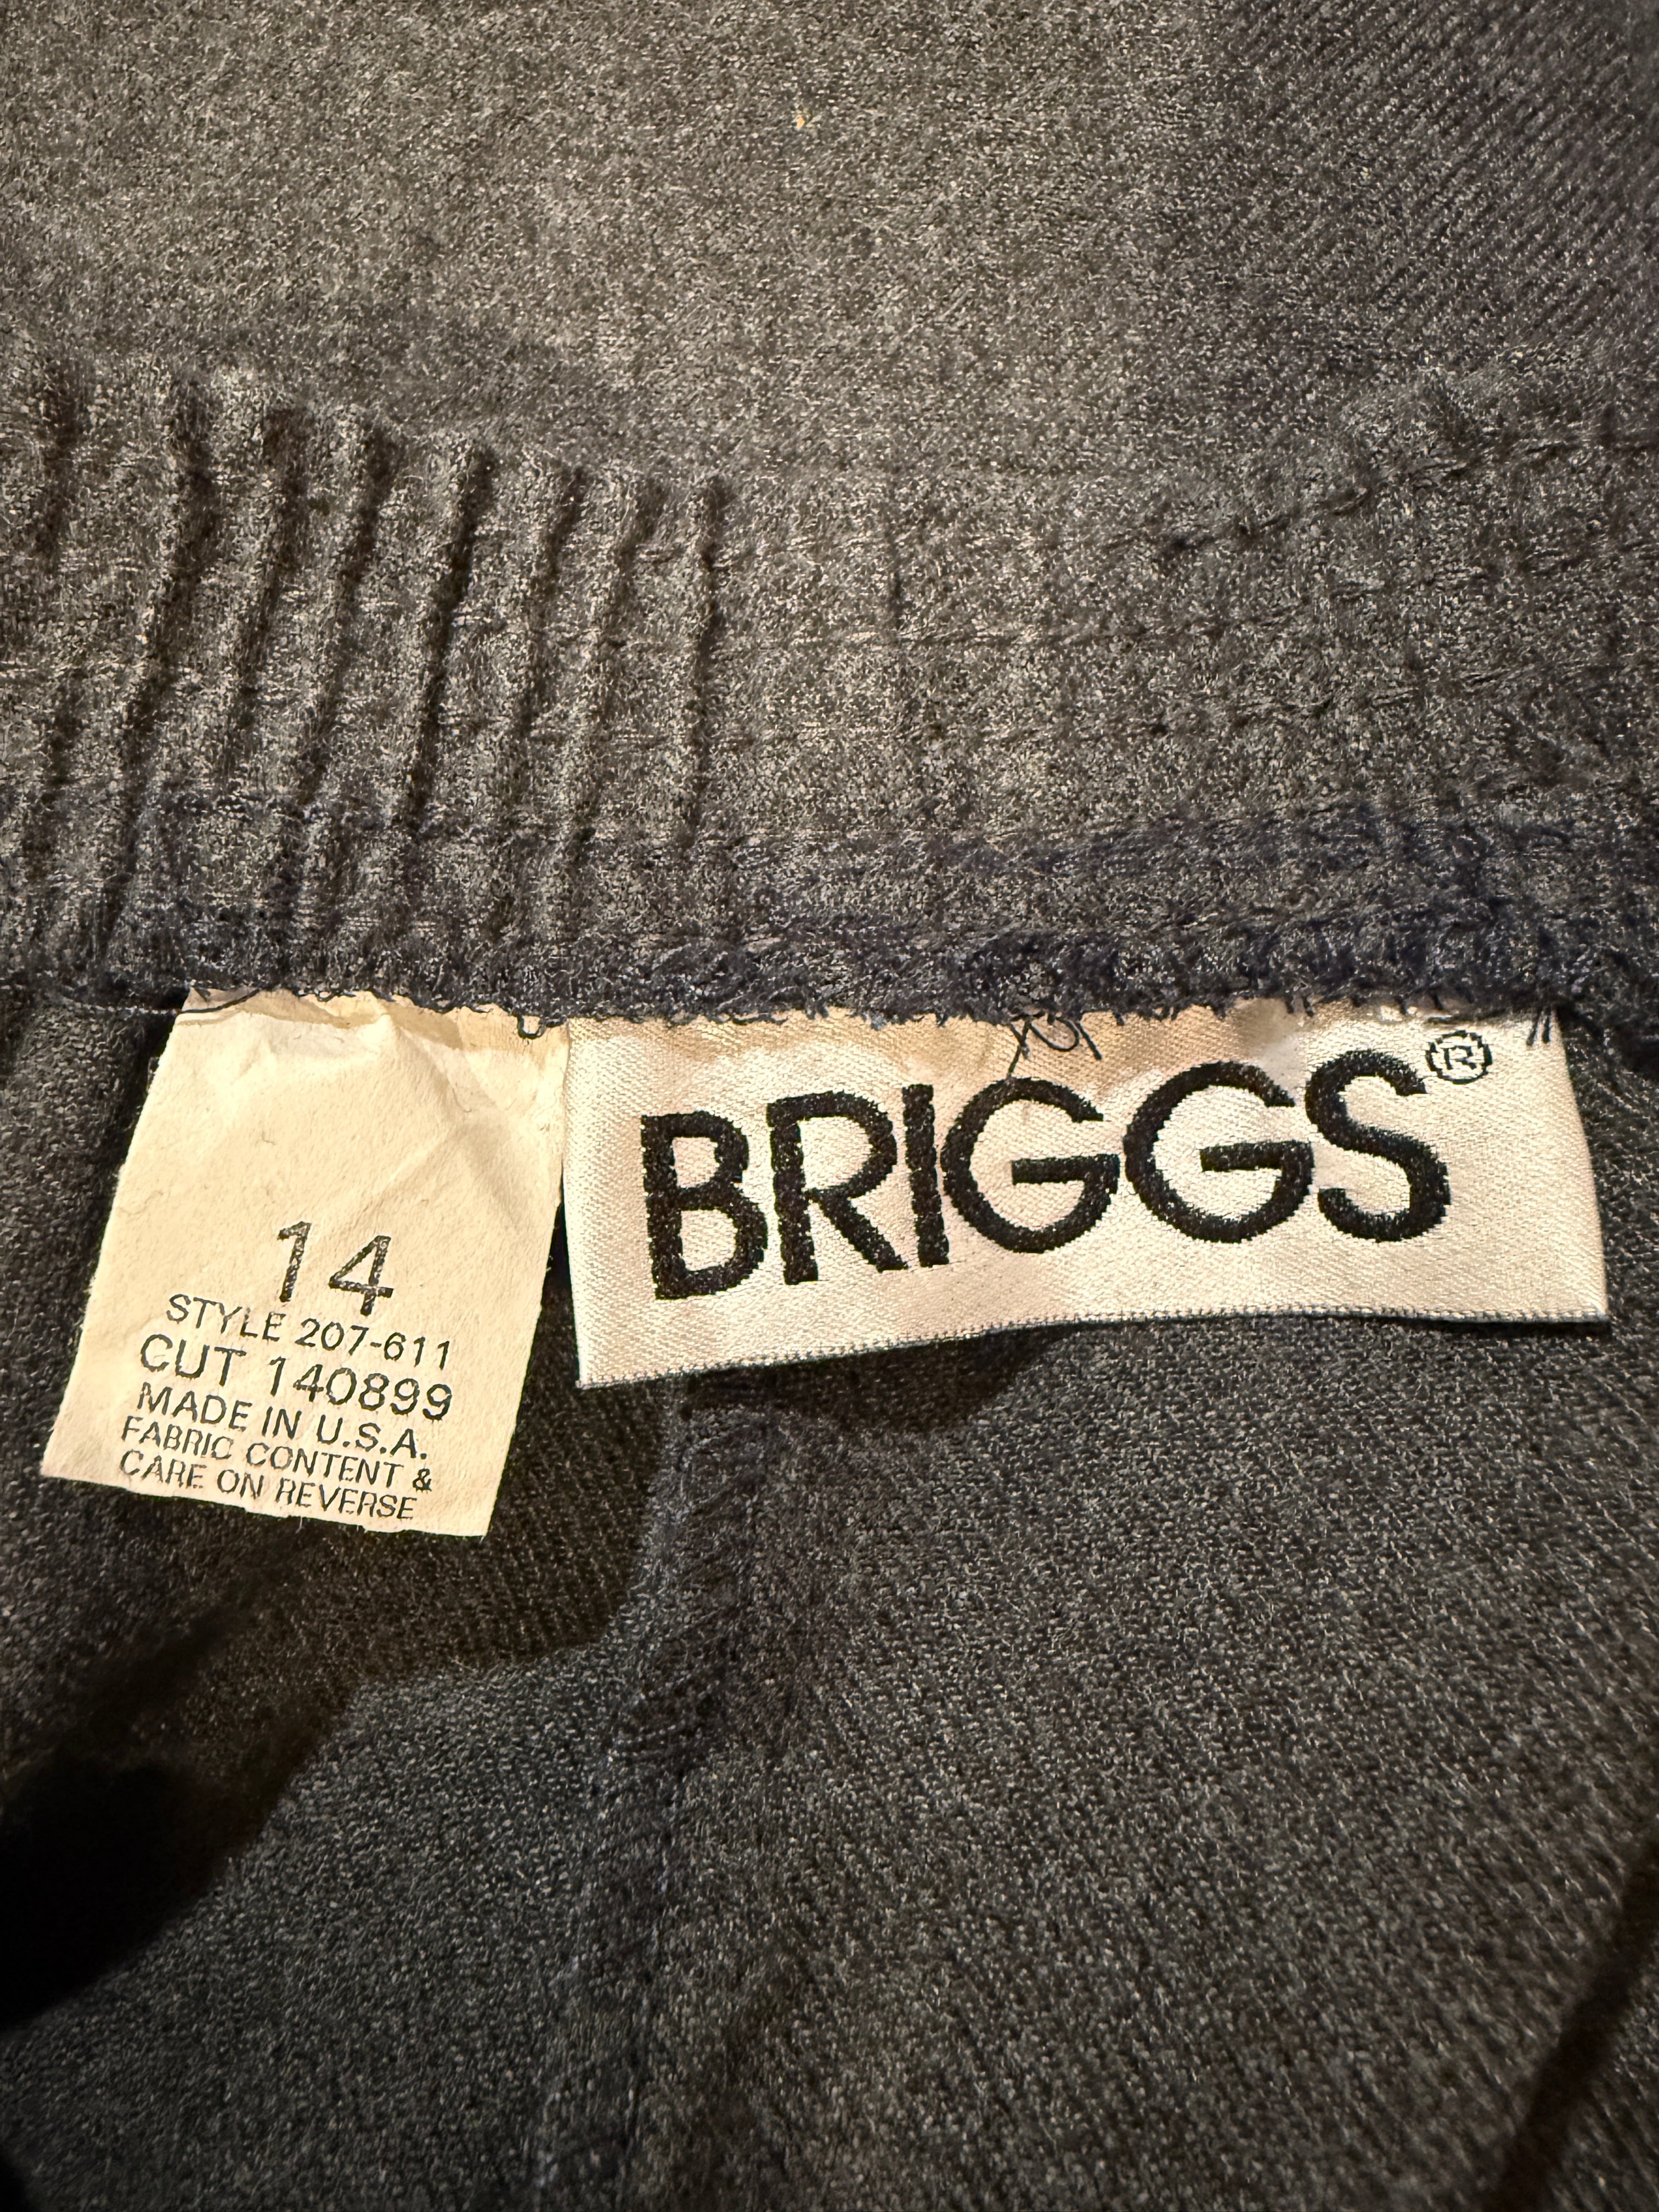 BRIGGS®
14
STYLE 207-611
CUT 140899
MADE IN U.S.A.
FABRIC CONTENT &
CARE ON REVERSE